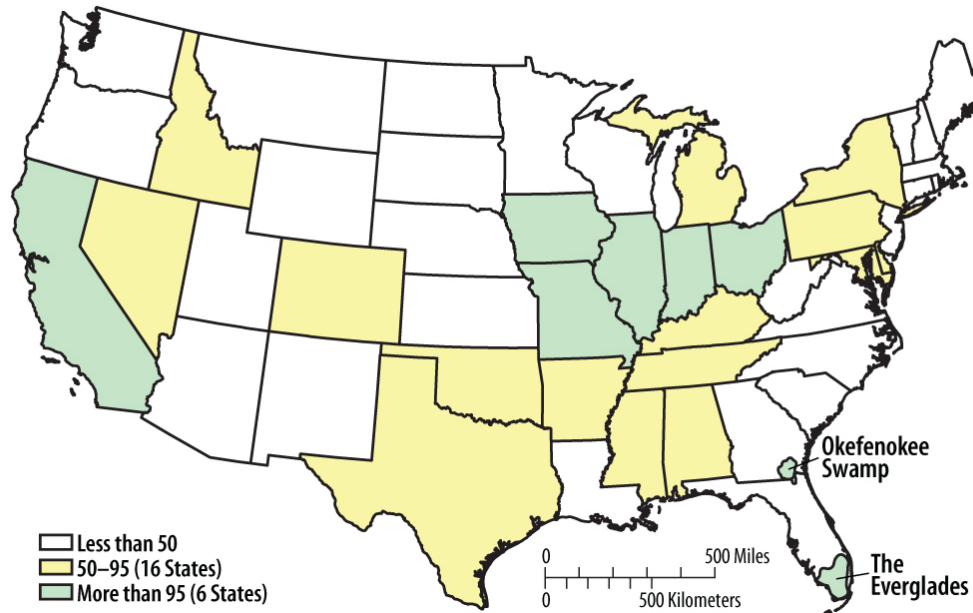 Okefenokee
Swamp
The
Everglades
Less than 50
50–95 (16 States)
More than 95 (6 States)
0 500 Miles
0 500 Kilometers